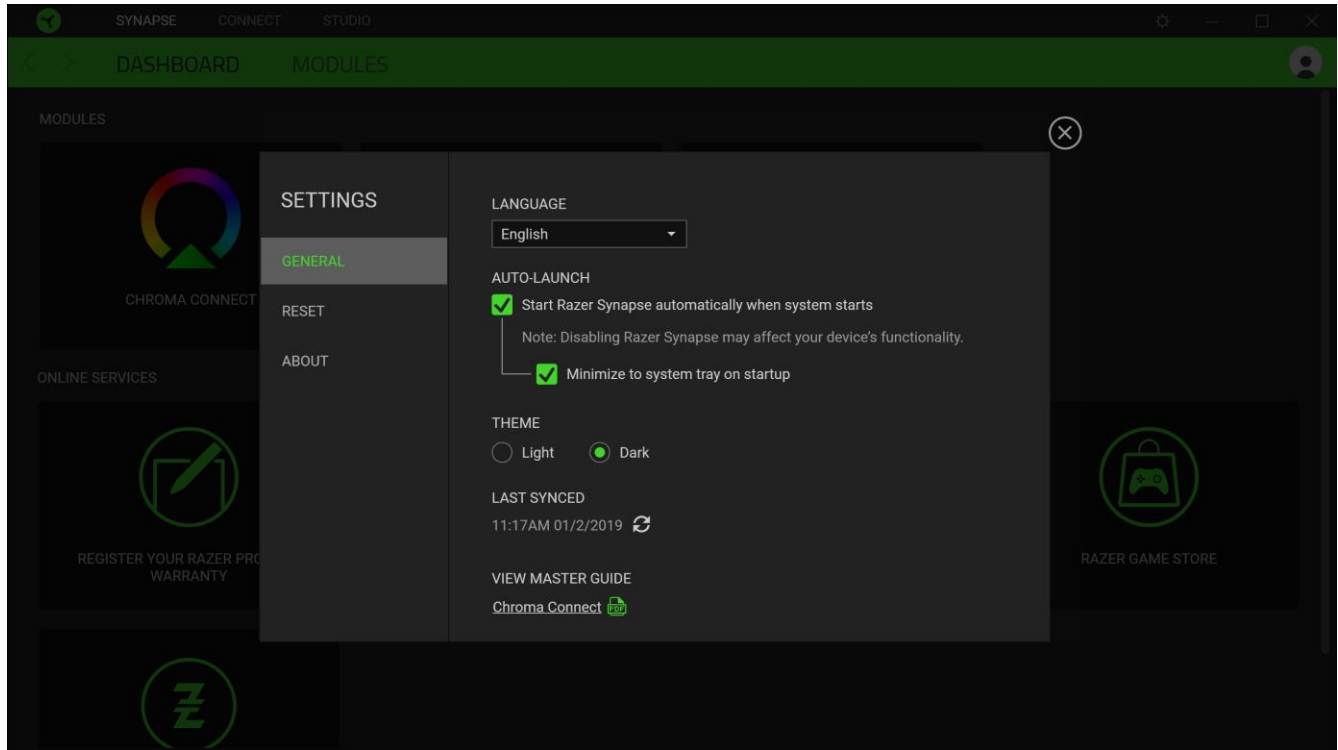 SYNAPSE CONNECT STUDIO
DASHBOARD MODULES
MODULES
CHROMA CONNECT
ONLINE SERVICES
REGISTER YOUR RAZER PRO
WARRANTY
RAZER GAME STORE
SETTINGS
GENERAL
RESET
ABOUT
LANGUAGE
English
AUTO-LAUNCH
Start Razer Synapse automatically when system starts
Note: Disabling Razer Synapse may affect your device's functionality.
Minimize to system tray on startup
THEME
Light Dark
LAST SYNCED
11:17AM 01/2/2019
VIEW MASTER GUIDE
Chroma Connect PDF